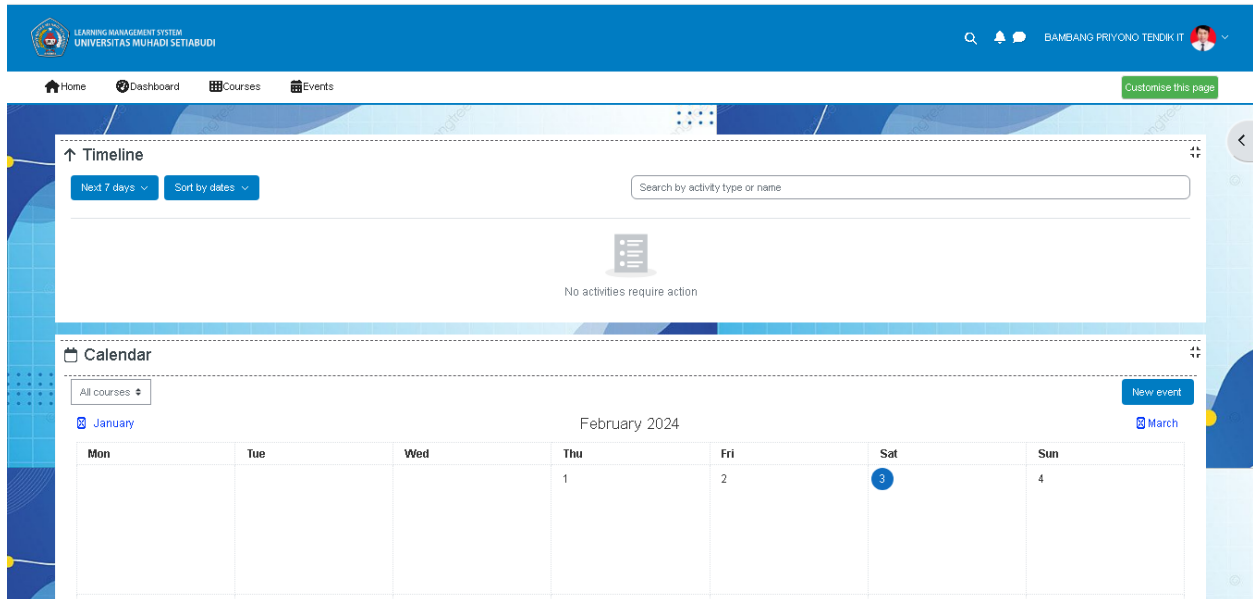 LEARNING MANAGEMENT SYSTEM
UNIVERSITAS MUHADI SETIABUDI
BAMBANG PRIYONO TENDIK IT
Home Dashboard Courses Events
Customise this page
Timeline
Next 7 days Sort by dates Search by activity type or name
No activities require action
Calendar
All courses New event
January February 2024 March
Mon Tue Wed Thu Fri Sat Sun
1 2 3 4